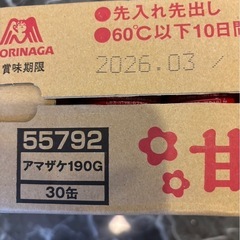 MORINAGA
賞味期限
●先入れ先出し
●60℃以下10日間
2026.03
55792
アマザケ190G
30缶
甘